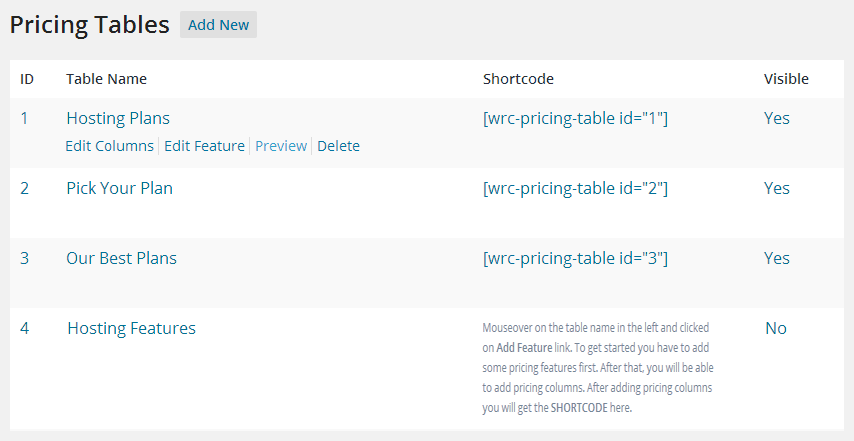 Pricing Tables Add New
ID Table Name Shortcode Visible
1 Hosting Plans [wrc-pricing-table id="1"] Yes
Edit Columns Edit Feature Preview Delete
2 Pick Your Plan [wrc-pricing-table id="2"] Yes
3 Our Best Plans [wrc-pricing-table id="3"] Yes
4 Hosting Features Mouseover on the table name in the left and clicked No
on Add Feature link. To get started you have to add
some pricing features first. After that, you will be able
to add pricing columns. After adding pricing columns
you will get the SHORTCODE here.